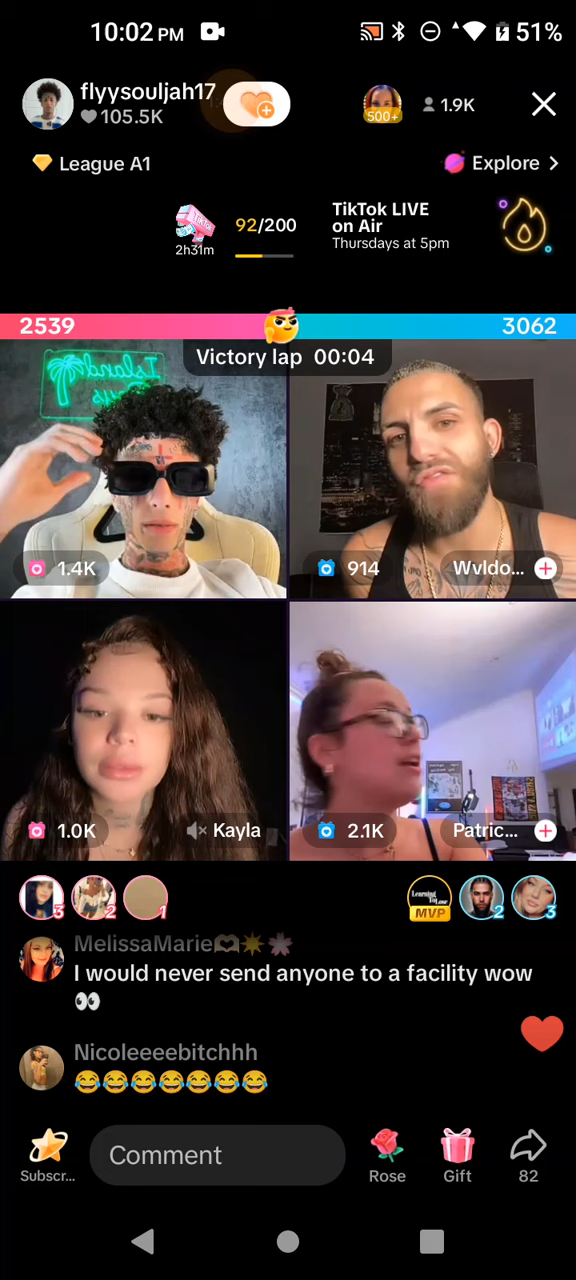 10:02 PM
51%
flyysouljah17
105.5K
500+
1.9K
League A1
Explore >
2h31m
92/200
TikTok LIVE
on Air
Thursdays at 5pm
2539
3062
Victory lap 00:04
Island
1.4K
914
Wvldo...
1.0K
Kayla
2.1K
Patric...
3
2
1
MVP
2
3
MelissaMarie🫶☀️🌸
I would never send anyone to a facility wow
👀
Nicoleeeebitchhh
😂😂😂😂😂😂😂
Comment
Subscr...
Rose
Gift
82